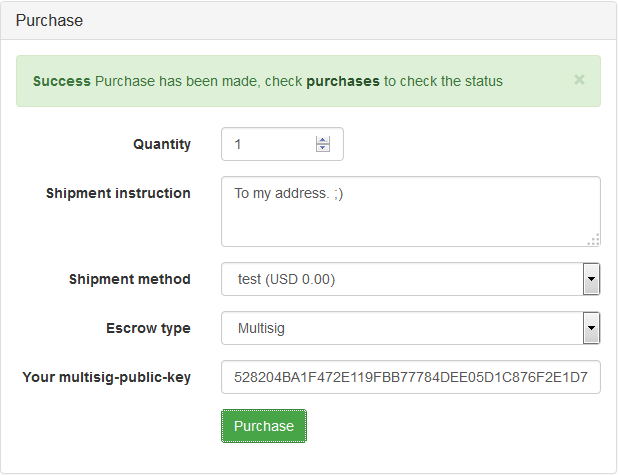 Purchase
Success Purchase has been made, check purchases to check the status ×
Quantity 1
Shipment instruction To my address. ;)
Shipment method test (USD 0.00)
Escrow type Multisig
Your multisig-public-key 528204BA1F472E119FBB77784DEE05D1C876F2E1D7
Purchase